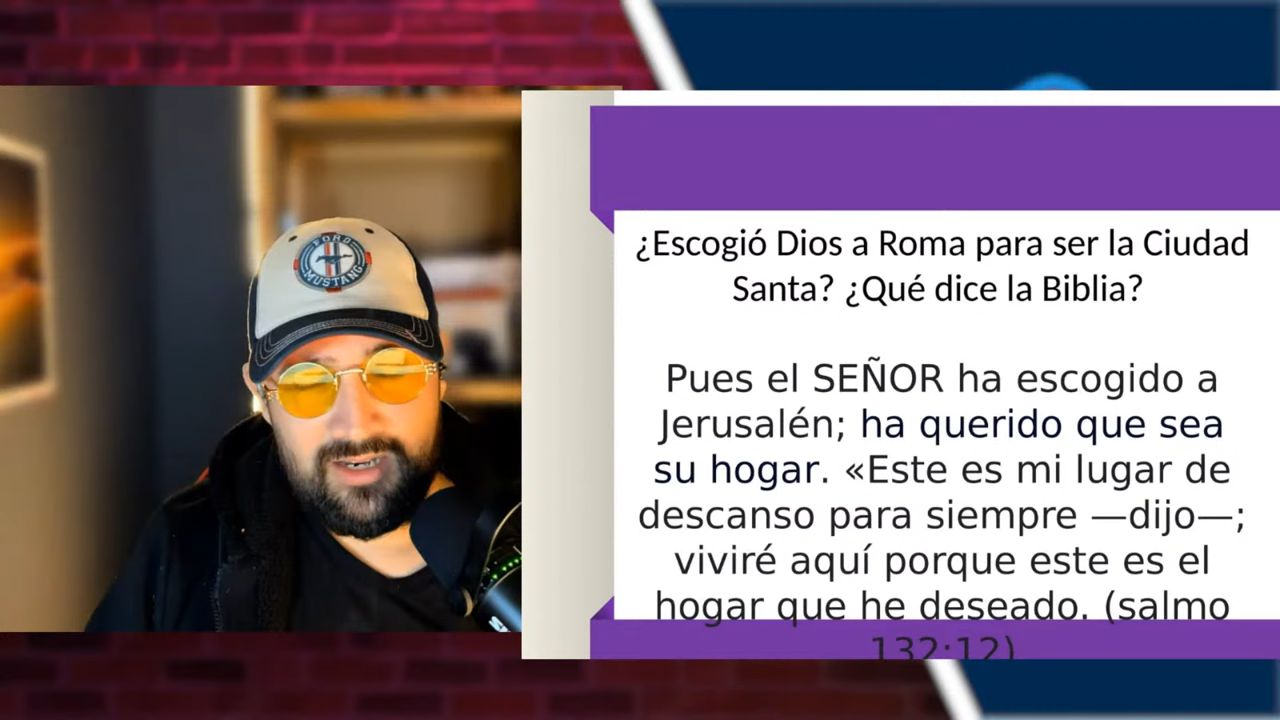 FORD
MUSTANG
¿Escogió Dios a Roma para ser la Ciudad
Santa? ¿Qué dice la Biblia?
Pues el SEÑOR ha escogido a
Jerusalén; ha querido que sea
su hogar. «Este es mi lugar de
descanso para siempre —dijo—;
viviré aquí porque este es el
hogar que he deseado. (salmo
132:12)